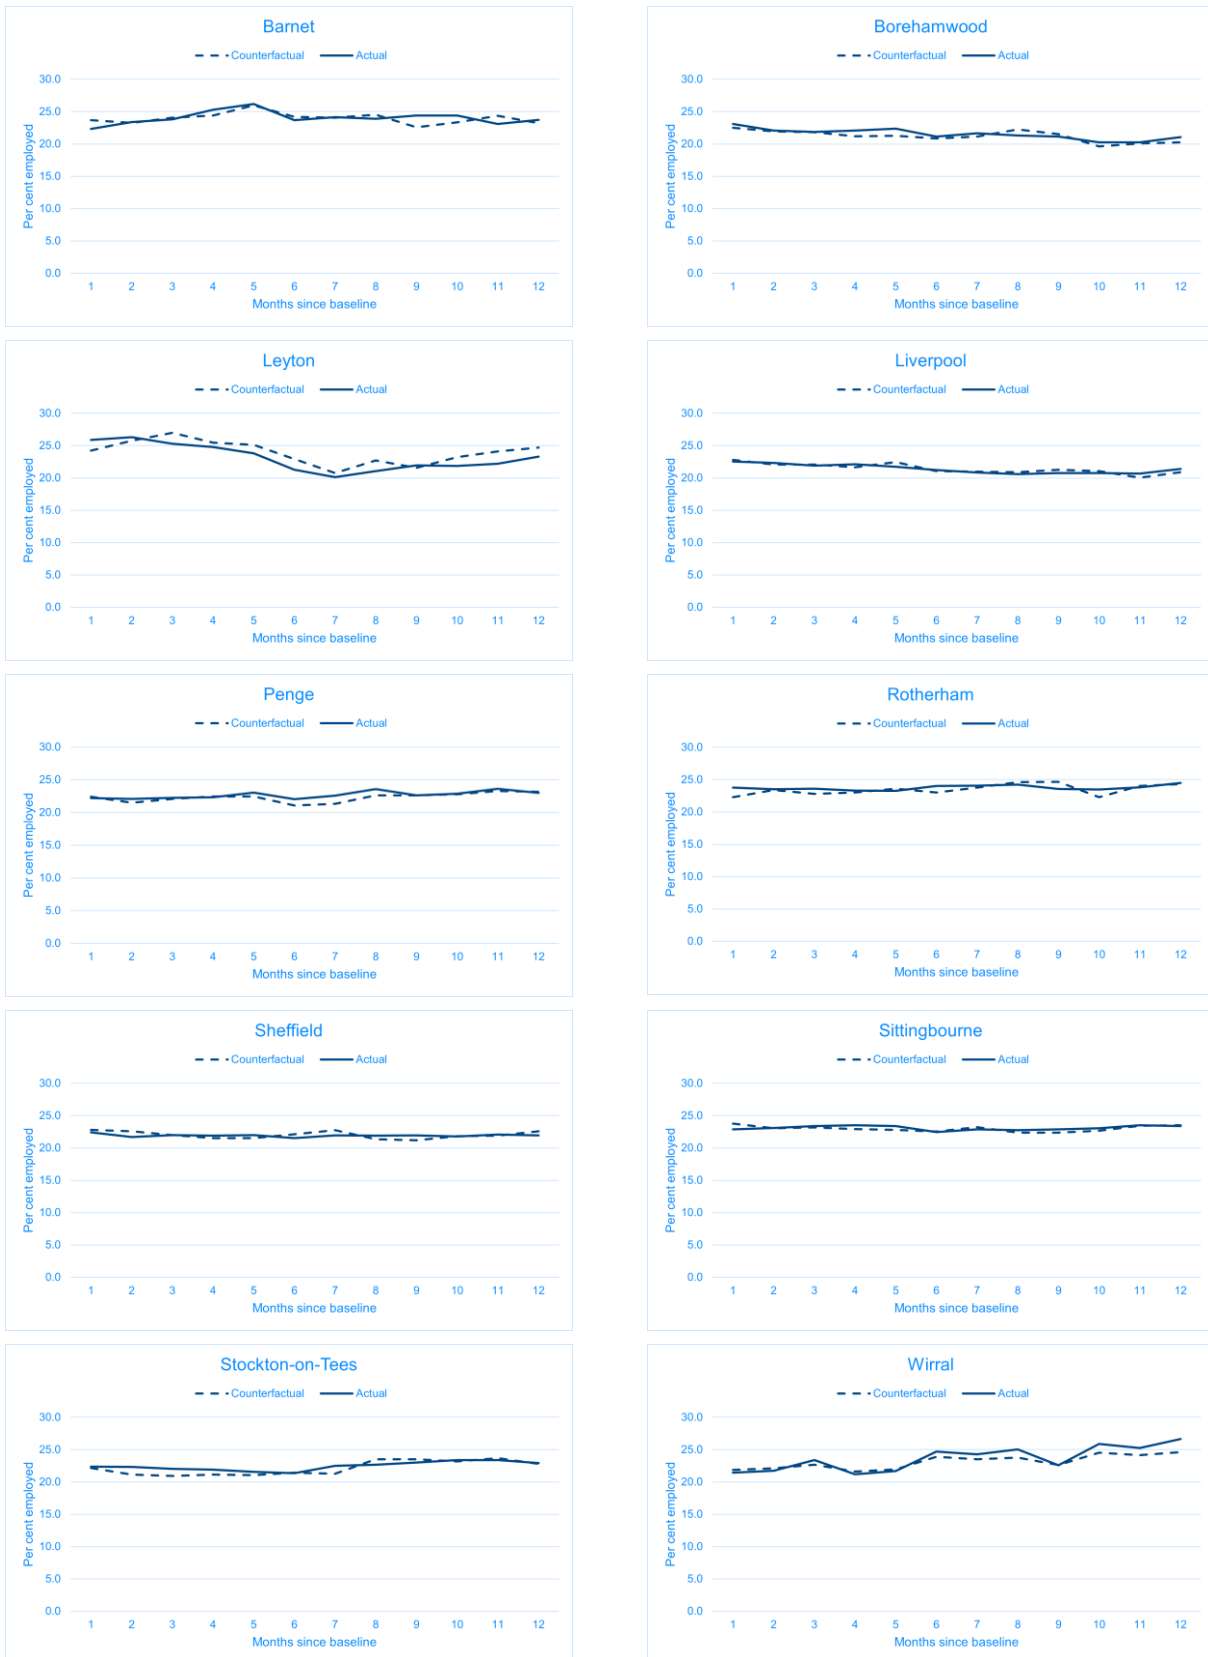 Barnet
Counterfactual Actual
Per cent employed
30.0
25.0
20.0
15.0
10.0
5.0
0.0
1 2 3 4 5 6 7 8 9 10 11 12
Months since baseline
Borehamwood
Counterfactual Actual
Per cent employed
30.0
25.0
20.0
15.0
10.0
5.0
0.0
1 2 3 4 5 6 7 8 9 10 11 12
Months since baseline
Leyton
Counterfactual Actual
Per cent employed
30.0
25.0
20.0
15.0
10.0
5.0
0.0
1 2 3 4 5 6 7 8 9 10 11 12
Months since baseline
Liverpool
Counterfactual Actual
Per cent employed
30.0
25.0
20.0
15.0
10.0
5.0
0.0
1 2 3 4 5 6 7 8 9 10 11 12
Months since baseline
Penge
Counterfactual Actual
Per cent employed
30.0
25.0
20.0
15.0
10.0
5.0
0.0
1 2 3 4 5 6 7 8 9 10 11 12
Months since baseline
Rotherham
Counterfactual Actual
Per cent employed
30.0
25.0
20.0
15.0
10.0
5.0
0.0
1 2 3 4 5 6 7 8 9 10 11 12
Months since baseline
Sheffield
Counterfactual Actual
Per cent employed
30.0
25.0
20.0
15.0
10.0
5.0
0.0
1 2 3 4 5 6 7 8 9 10 11 12
Months since baseline
Sittingbourne
Counterfactual Actual
Per cent employed
30.0
25.0
20.0
15.0
10.0
5.0
0.0
1 2 3 4 5 6 7 8 9 10 11 12
Months since baseline
Stockton-on-Tees
Counterfactual Actual
Per cent employed
30.0
25.0
20.0
15.0
10.0
5.0
0.0
1 2 3 4 5 6 7 8 9 10 11 12
Months since baseline
Wirral
Counterfactual Actual
Per cent employed
30.0
25.0
20.0
15.0
10.0
5.0
0.0
1 2 3 4 5 6 7 8 9 10 11 12
Months since baseline